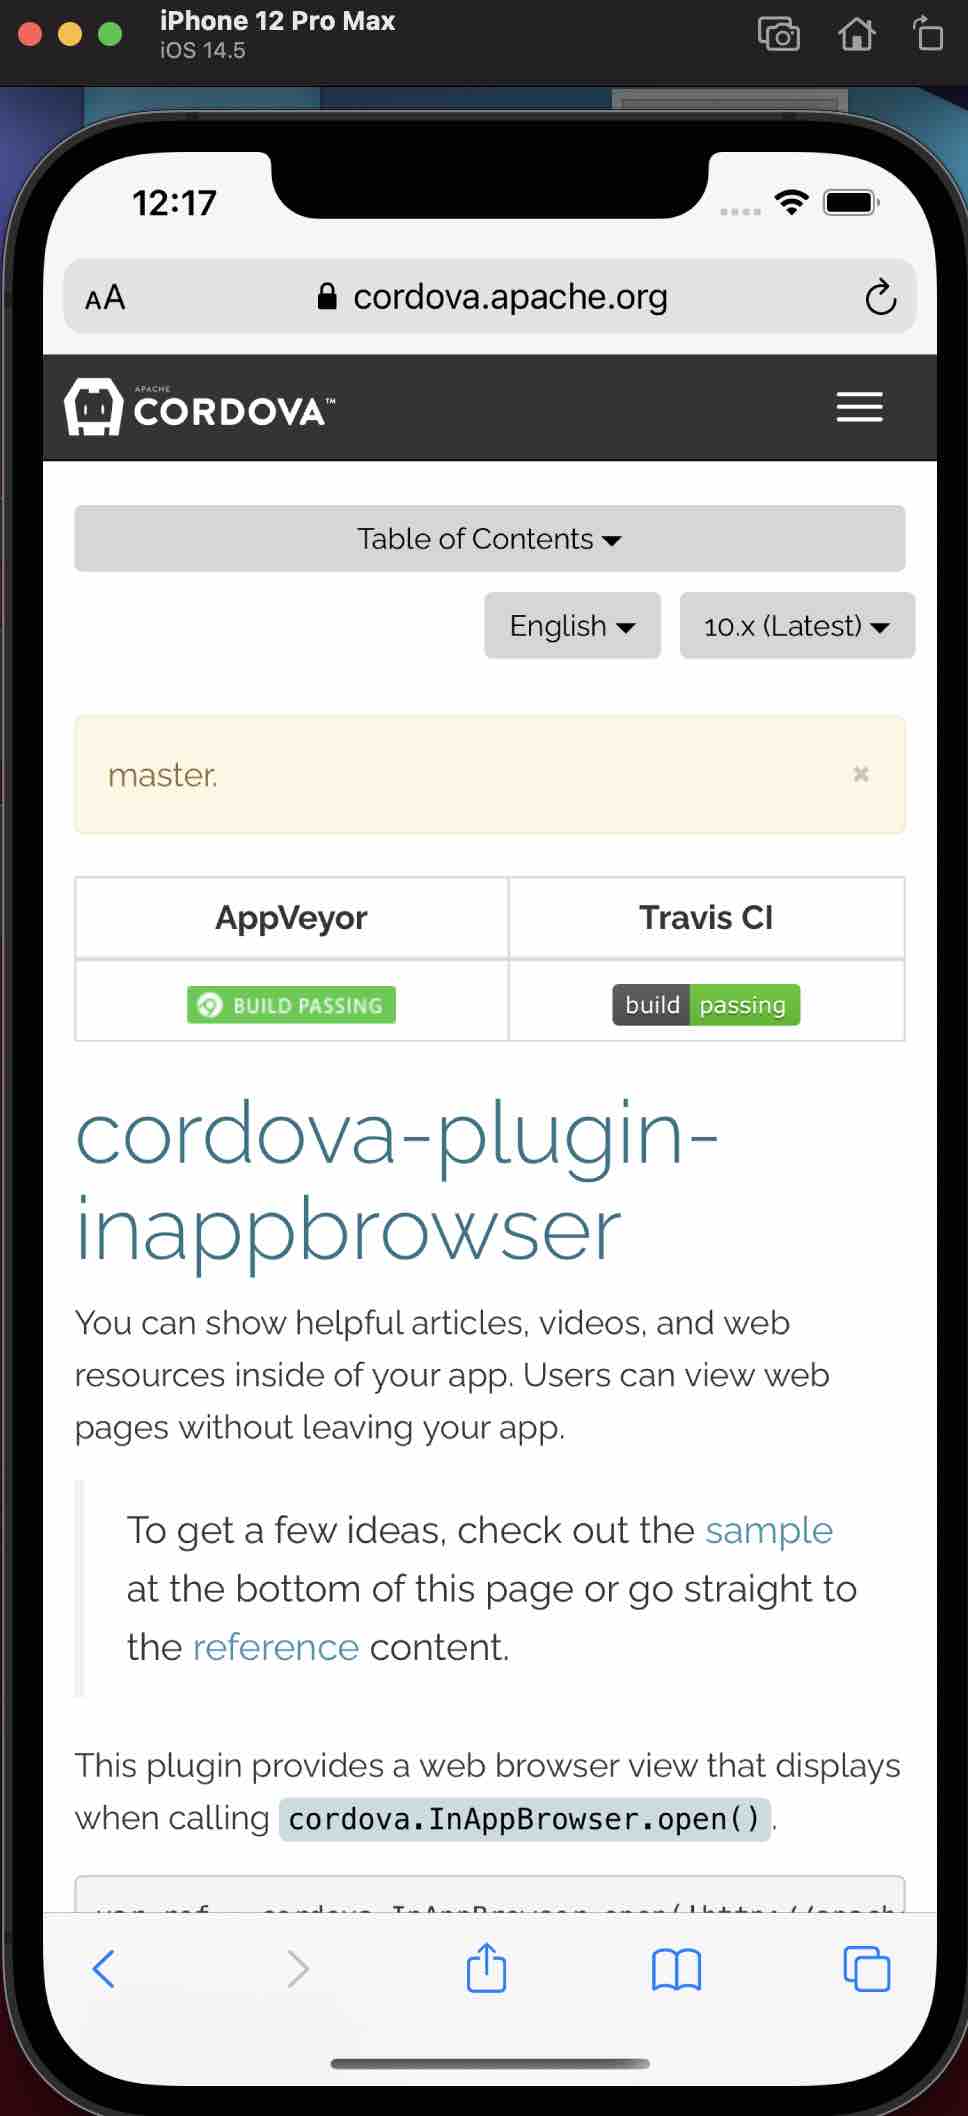 iPhone 12 Pro Max
iOS 14.5
12:17
AA
cordova.apache.org
APACHE
CORDOVA™
Table of Contents
English
10.x (Latest)
master.
×
AppVeyor Travis CI
BUILD PASSING build passing
cordova-plugin-
inappbrowser
You can show helpful articles, videos, and web
resources inside of your app. Users can view web
pages without leaving your app.
To get a few ideas, check out the sample
at the bottom of this page or go straight to
the reference content.
This plugin provides a web browser view that displays
when calling cordova.InAppBrowser.open().